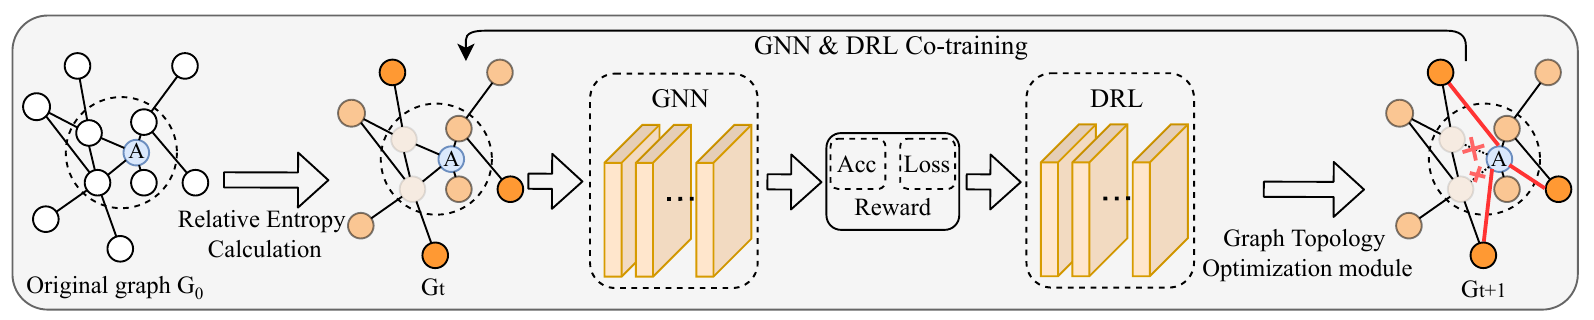 GNN & DRL Co-training
A
Original graph G0
Relative Entropy
Calculation
A
Gt
GNN
...
Acc
Loss
Reward
DRL
...
Graph Topology
Optimization module
A
Gt+1